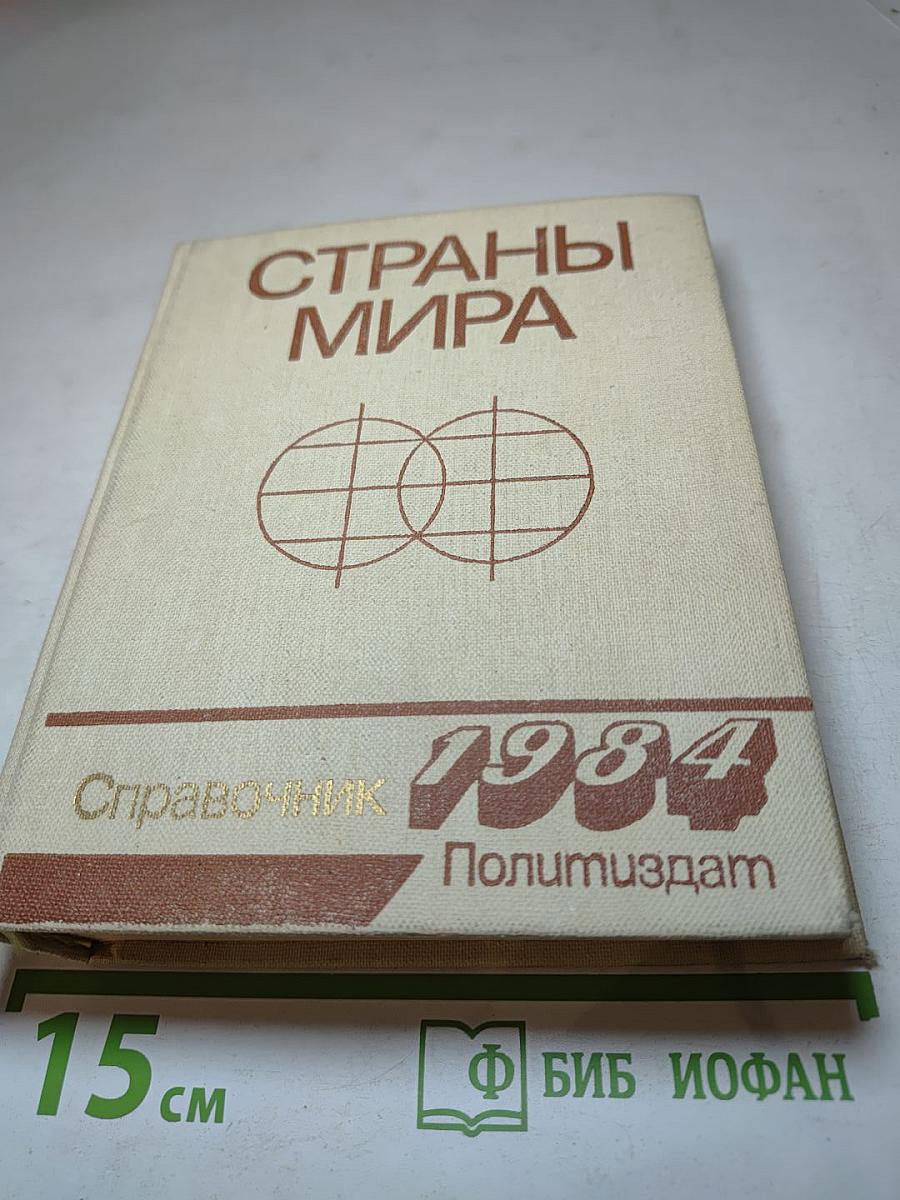 СТРАНЫ
МИРА
Справочник 1984
Политиздат
15 см
Ф БИБ ИОФАН